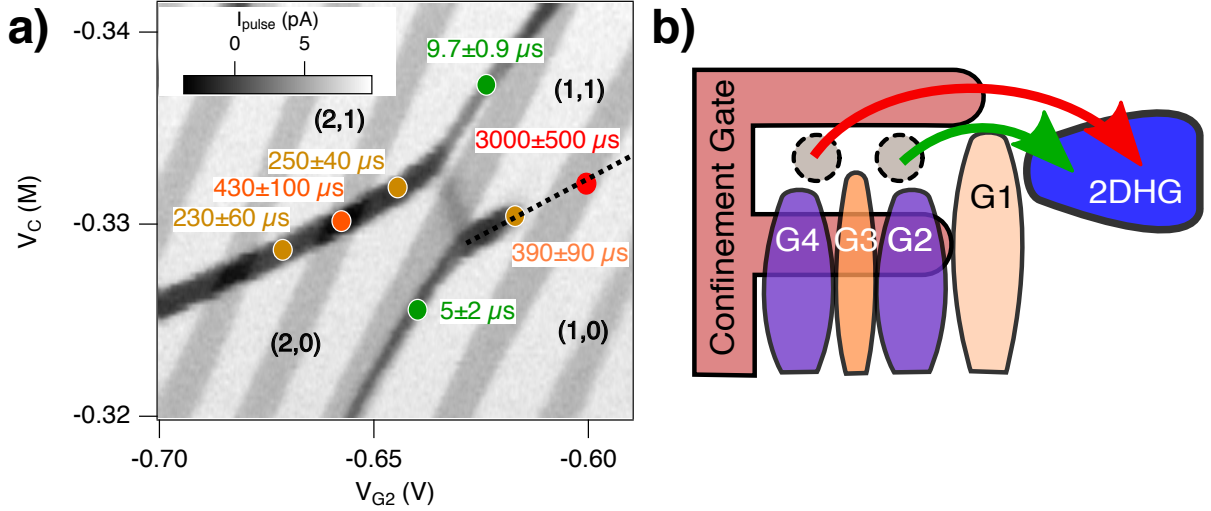 a)
b)
I_pulse (pA)
0 5
-0.34
-0.33
-0.32
V_C (M)
9.7±0.9 µs
(1,1)
(2,1)
3000±500 µs
250±40 µs
430±100 µs
230±60 µs
390±90 µs
5±2 µs
(2,0)
(1,0)
-0.70 -0.65 -0.60
V_G2 (V)
Confinement Gate
G4 G3 G2 G1
2DHG